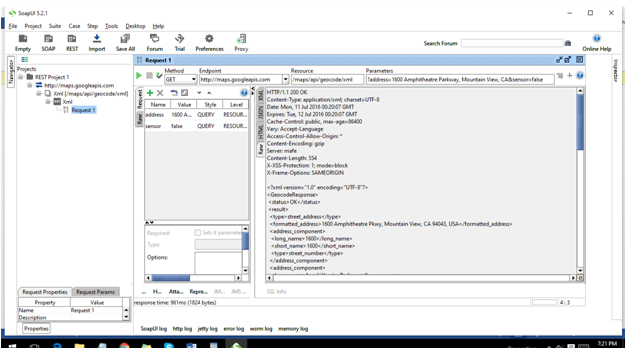 SoapUI 5.2.1
File Project Suite Case Step Tools Desktop Help
Empty SOAP REST Import Save All Forum Trial Preferences Proxy
Search Forum
Online Help
Navigator
Projects
REST Project 1
http://maps.googleapis.com
Xml [/maps/api/geocode/xml]
Xml
Request 1
Request 1
Method Endpoint Resource Parameters
GET http://maps.googleapis.com /maps/api/geocode/xml ?address=1600 Amphitheatre Parkway, Mountain View, CA&sensor=false
Inspector
Request
Raw
Name Value Style Level
address 1600 A... QUERY RESOUR...
sensor false QUERY RESOUR...
Required: Sets if parameter
Type:
Options:
XML
JSON
HTML
Raw
HTTP/1.1 200 OK
Content-Type: application/xml; charset=UTF-8
Date: Mon, 11 July 2016 00:20:07 GMT
Expires: Tue, 12 Jul 2016 00:20:07 GMT
Cache-Control: public, max-age=86400
Vary: Accept-Language
Access-Control-Allow-Origin: *
Content-Encoding: gzip
Server: mafe
Content-Length: 554
X-XSS-Protection: 1; mode=block
X-Frame-Options: SAMEORIGIN
<?xml version="1.0" encoding="UTF-8"?>
<GeocodeResponse>
<status>OK</status>
<result>
<type>street_address</type>
<formatted_address>1600 Amphitheatre Pkwy, Mountain View, CA 94043, USA</formatted_address>
<address_component>
<long_name>1600</long_name>
<short_name>1600</short_name>
<type>street_number</type>
</address_component>
<address_component>
... H... Atta... Repre... JM... JMS ...
SSL Info
Request Properties Request Params
Property Value
Name Request 1
Description
Properties
response time: 961ms (1824 bytes)
4 : 3
SoapUI log http log jetty log error log wsrm log memory log
7:21 PM